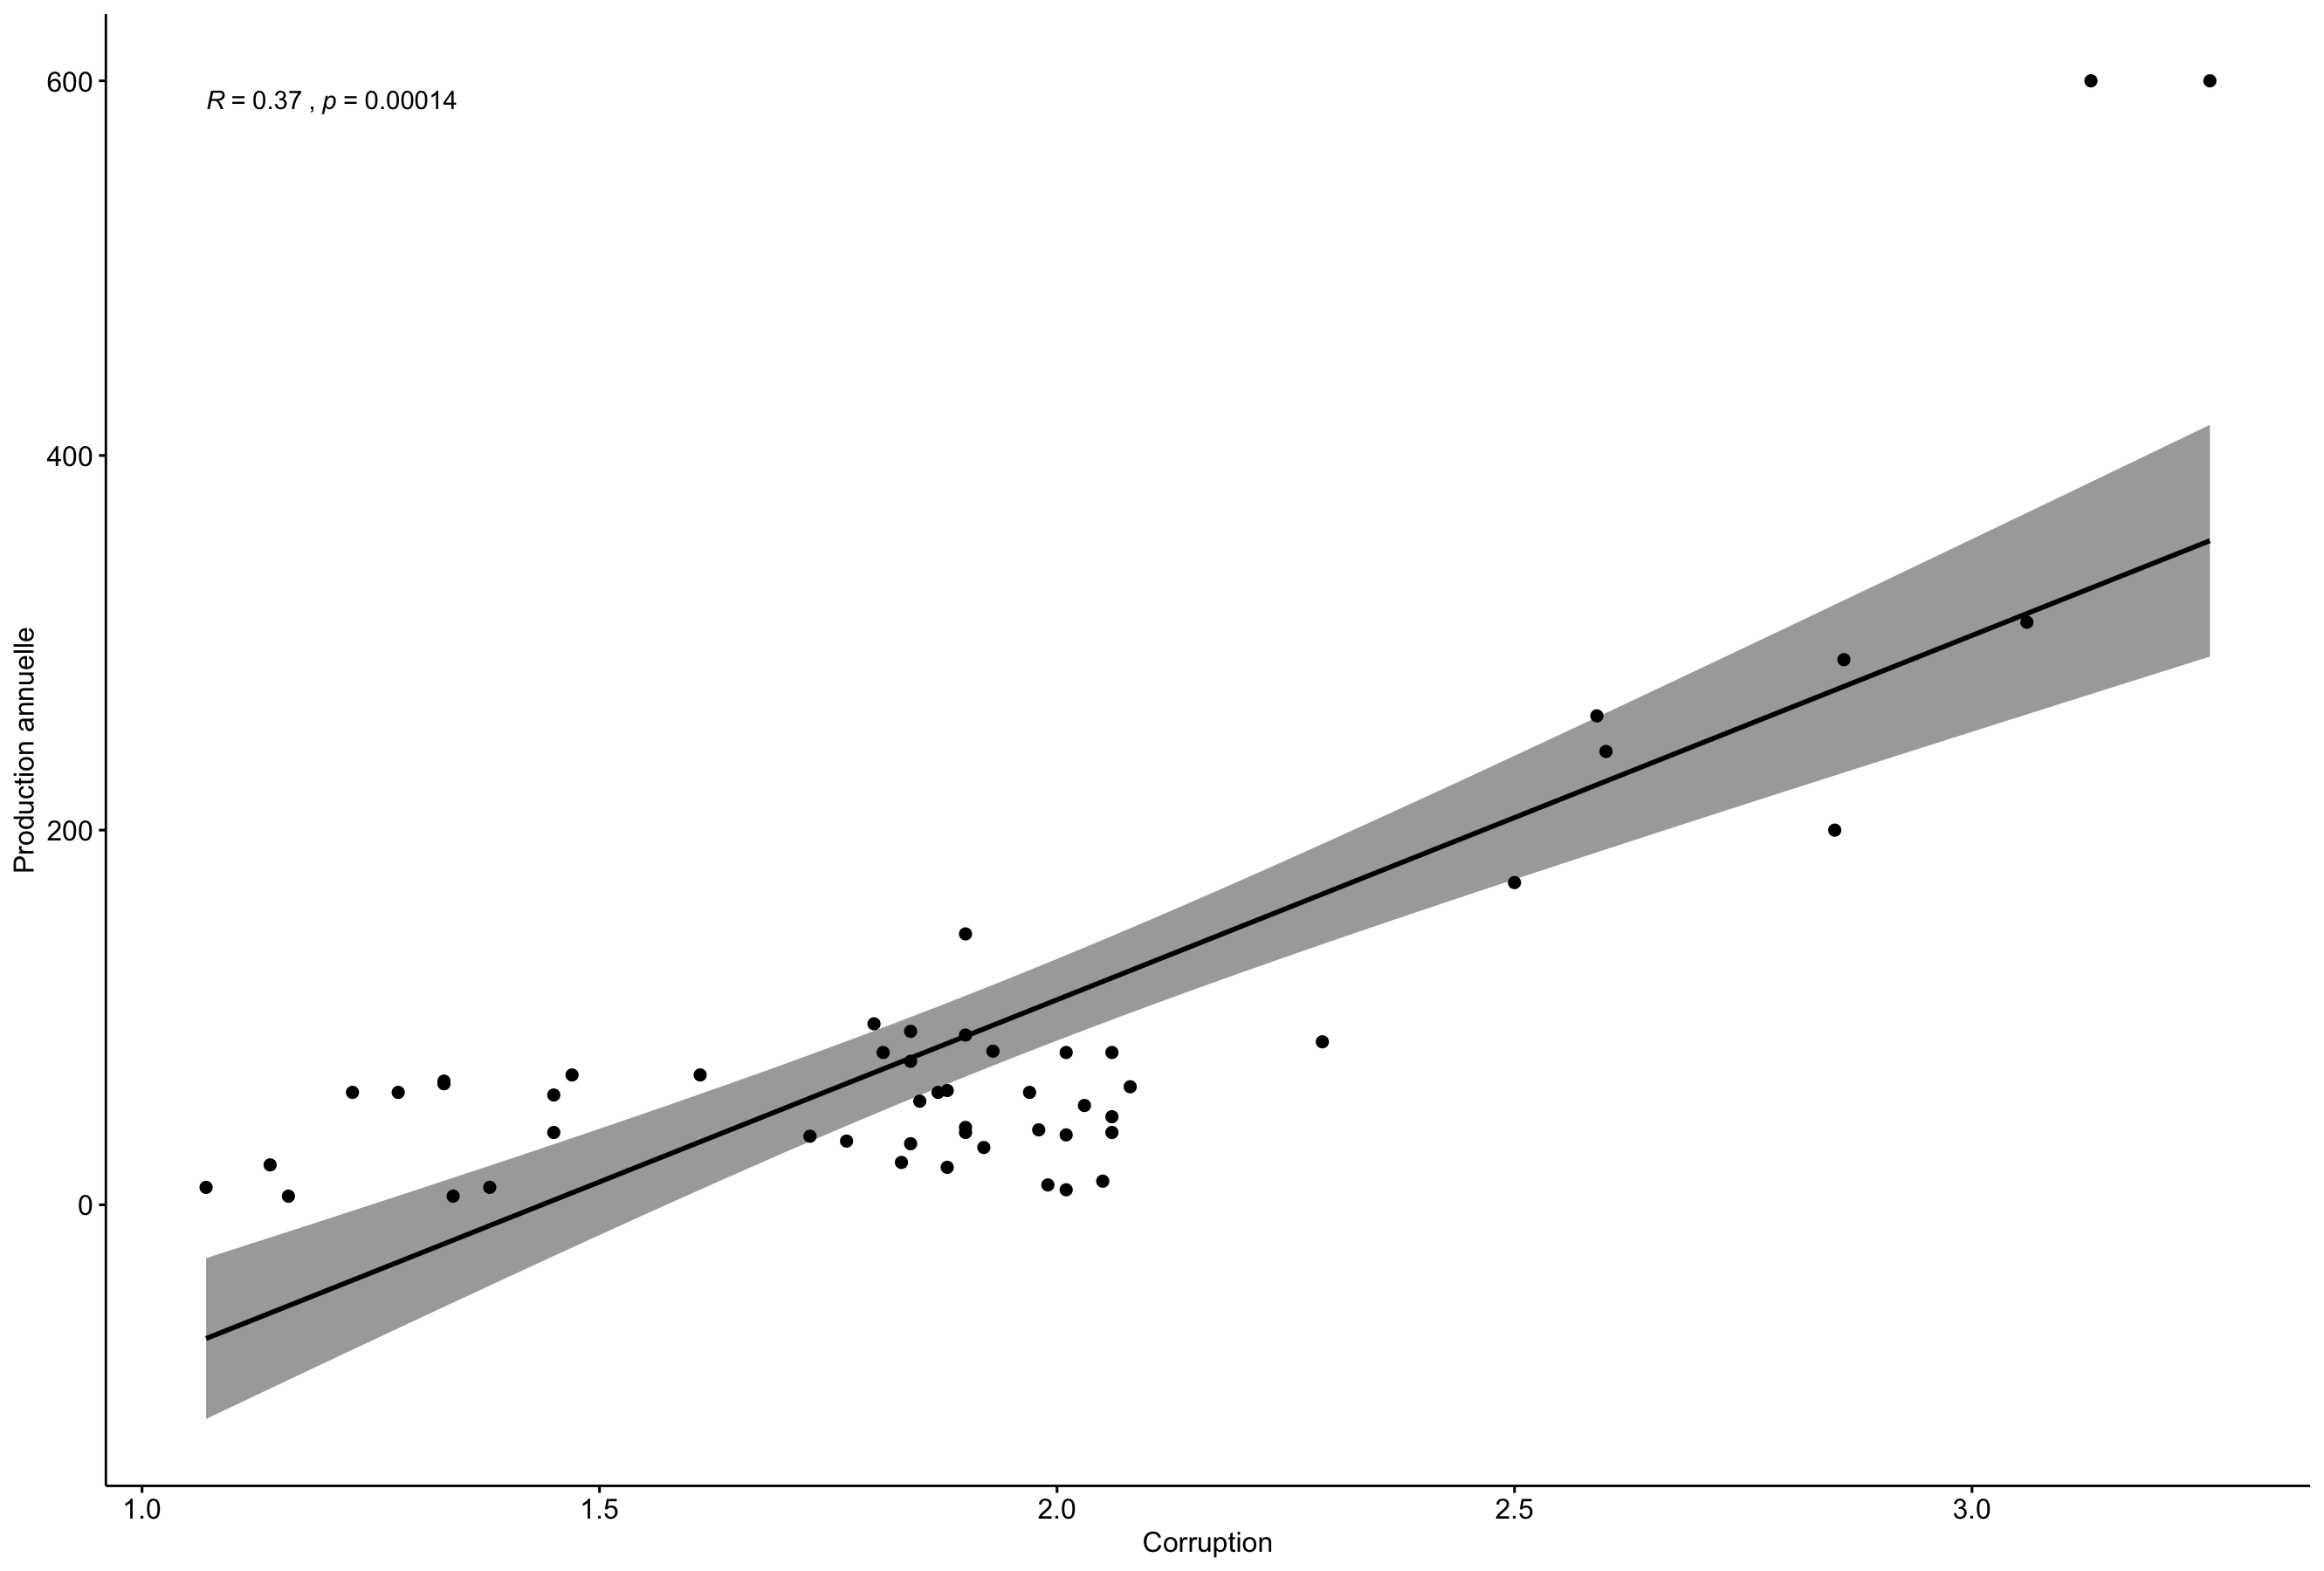 R = 0.37 , p = 0.00014
600
400
200
0
Production annuelle
1.0 1.5 2.0 2.5 3.0
Corruption